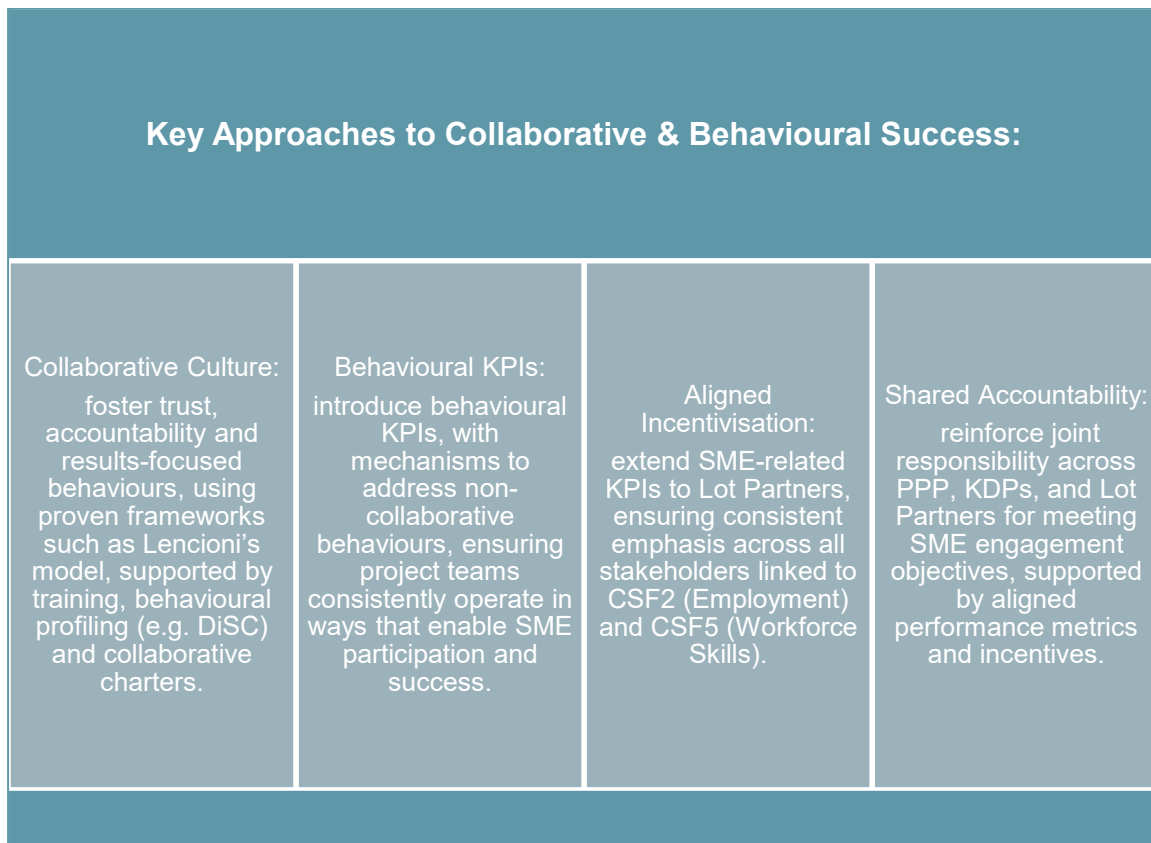 Key Approaches to Collaborative & Behavioural Success:
Collaborative Culture:
foster trust,
accountability and
results-focused
behaviours, using
proven frameworks
such as Lencioni’s
model, supported by
training, behavioural
profiling (e.g. DiSC)
and collaborative
charters.
Behavioural KPIs:
introduce behavioural
KPIs, with
mechanisms to
address non-
collaborative
behaviours, ensuring
project teams
consistently operate in
ways that enable SME
participation and
success.
Aligned
Incentivisation:
extend SME-related
KPIs to Lot Partners,
ensuring consistent
emphasis across all
stakeholders linked to
CSF2 (Employment)
and CSF5 (Workforce
Skills).
Shared Accountability:
reinforce joint
responsibility across
PPP, KDPs, and Lot
Partners for meeting
SME engagement
objectives, supported
by aligned
performance metrics
and incentives.